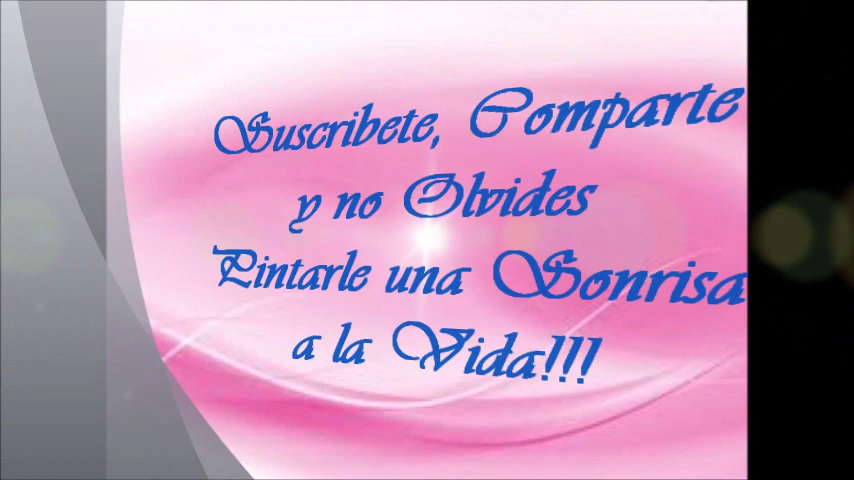 Suscribete, Comparte
y no Olvides
Pintarle una Sonrisa
a la Vida!!!